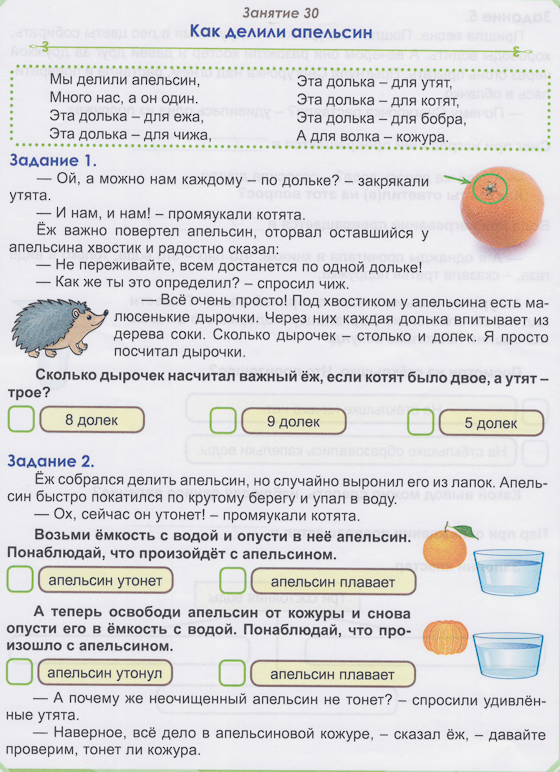 Занятие 30
Как делили апельсин
Мы делили апельсин,
Много нас, а он один.
Эта долька – для ежа,
Эта долька – для чижа,
Эта долька – для утят,
Эта долька – для котят,
Эта долька – для бобра,
А для волка – кожура.
Задание 1.
— Ой, а можно нам каждому – по дольке? – закрякали
утята.
— И нам, и нам! – промяукали котята.
Ёж важно повертел апельсин, оторвал оставшийся у
апельсина хвостик и радостно сказал:
— Не переживайте, всем достанется по одной дольке!
— Как же ты это определил? – спросил чиж.
— Всё очень просто! Под хвостиком у апельсина есть ма-
люсенькие дырочки. Через них каждая долька впитывает из
дерева соки. Сколько дырочек – столько и долек. Я просто
посчитал дырочки.
Сколько дырочек насчитал важный ёж, если котят было двое, а утят –
трое?
8 долек
9 долек
5 долек
Задание 2.
Ёж собрался делить апельсин, но случайно выронил его из лапок. Апель-
син быстро покатился по крутому берегу и упал в воду.
— Ох, сейчас он утонет! – промяукали котята.
Возьми ёмкость с водой и опусти в неё апельсин.
Понаблюдай, что произойдёт с апельсином.
апельсин утонет
апельсин плавает
А теперь освободи апельсин от кожуры и снова
опусти его в ёмкость с водой. Понаблюдай, что про-
изошло с апельсином.
апельсин утонул
апельсин плавает
— А почему же неочищенный апельсин не тонет? – спросили удивлён-
ные утята.
— Наверное, всё дело в апельсиновой кожуре, – сказал ёж, – давайте
проверим, тонет ли кожура.